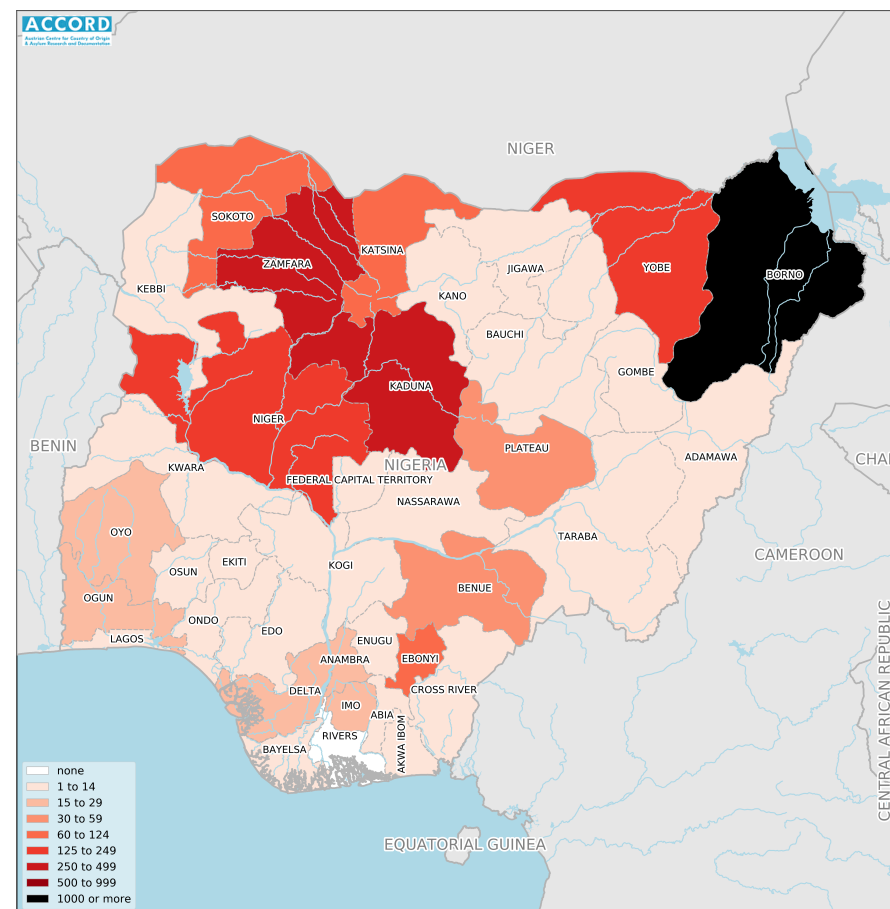 ACCORD
Austrian Centre for Country of Origin
& Asylum Research and Documentation
NIGER
SOKOTO
KATSINA
ZAMFARA
JIGAWA
YOBE
BORNO
KEBBI
KANO
BAUCHI
GOMBE
KADUNA
NIGER
BENIN
PLATEAU
ADAMAWA
CHA
KWARA
NIGERIA
FEDERAL CAPITAL TERRITORY
NASSARAWA
OYO
TARABA
CAMEROON
OSUN
EKITI
KOGI
BENUE
OGUN
ONDO
EDO
LAGOS
ENUGU
ANAMBRA
EBONYI
DELTA
CROSS RIVER
IMO
ABIA
RIVERS
BAYELSA
AKWA IBOM
CENTRAL AFRICAN REPUBLIC
EQUATORIAL GUINEA
none
1 to 14
15 to 29
30 to 59
60 to 124
125 to 249
250 to 499
500 to 999
1000 or more